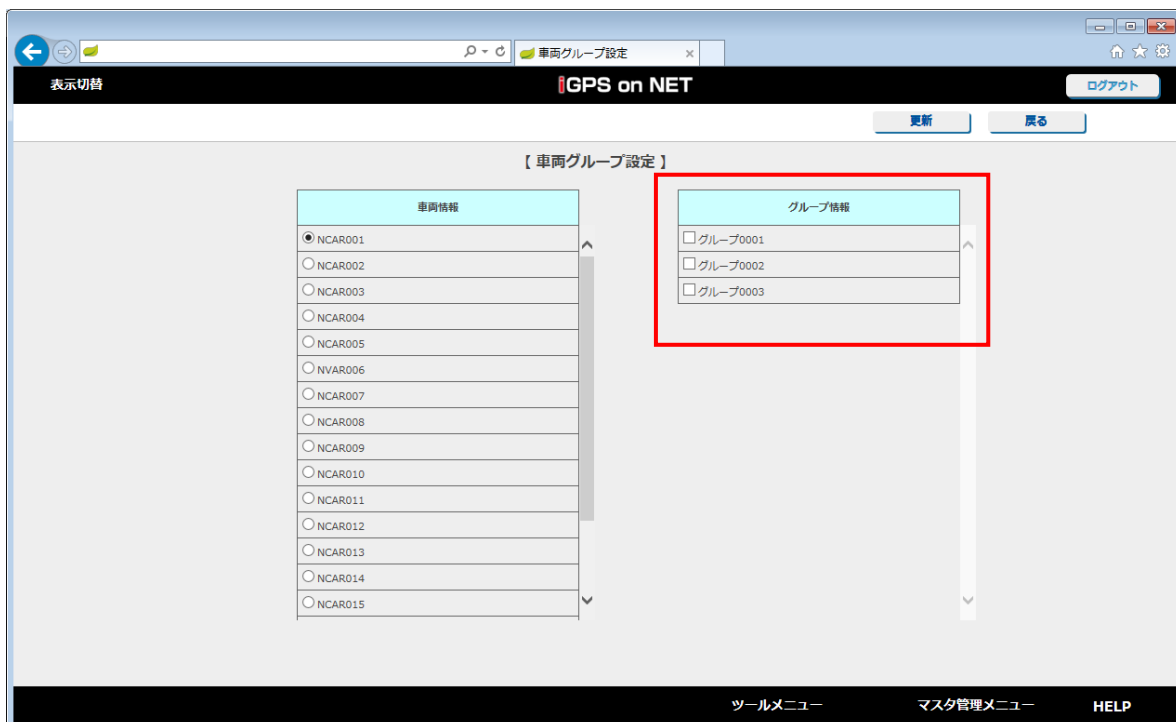 車両グループ設定
表示切替
iGPS on NET
ログアウト
更新
戻る
【 車両グループ設定 】
車両情報
NCAR001
NCAR002
NCAR003
NCAR004
NCAR005
NVAR006
NCAR007
NCAR008
NCAR009
NCAR010
NCAR011
NCAR012
NCAR013
NCAR014
NCAR015
グループ情報
グループ0001
グループ0002
グループ0003
ツールメニュー
マスタ管理メニュー
HELP